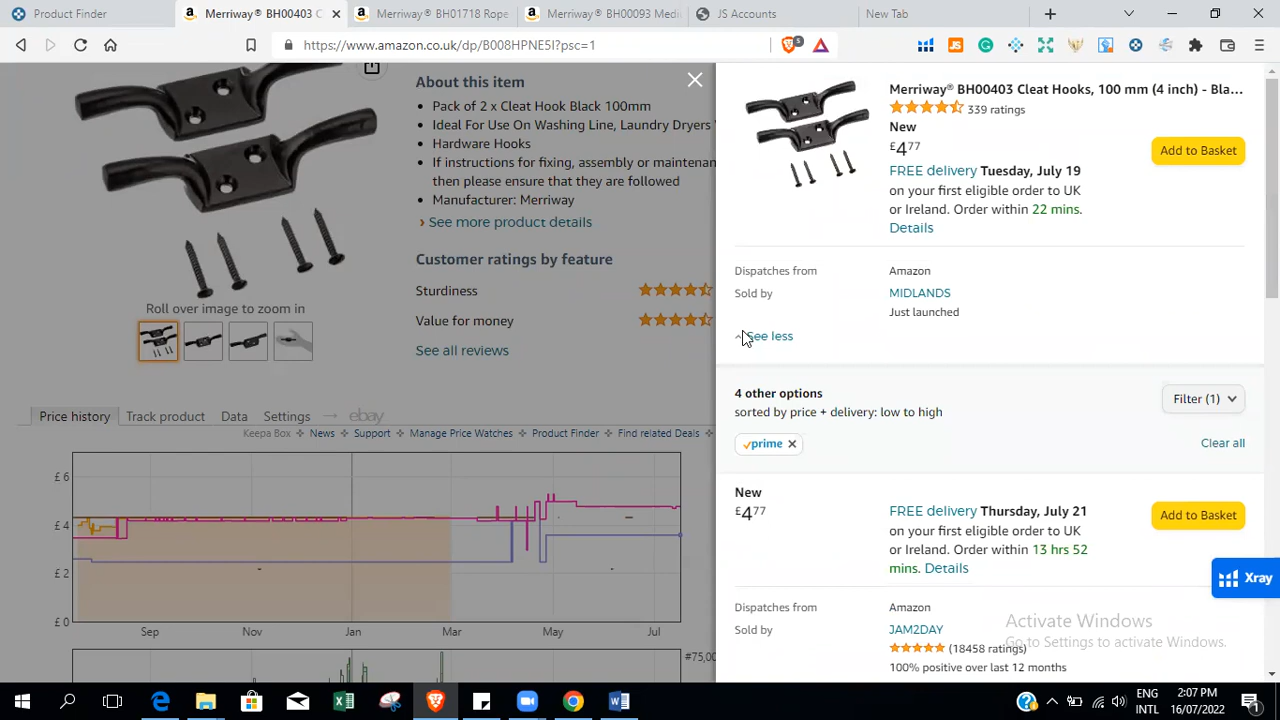 Product Finder
Merriway® BH00403 C
Merriway® BH01718 Rope
Merriway® BH00093 Medi
JS Accounts
New Tab
https://www.amazon.co.uk/dp/B008HPNE5I?psc=1
5
About this item
Pack of 2 x Cleat Hook Black 100mm
Ideal For Use On Washing Line, Laundry Dryers
Hardware Hooks
If instructions for fixing, assembly or maintenan
then please ensure that they are followed
Manufacturer: Merriway
› See more product details
Customer ratings by feature
Sturdiness
Value for money
See all reviews
Roll over image to zoom in
Price history
Track product
Data
Settings
ebay
Keepa Box
News
Support
Manage Price Watches
Product Finder
Find related Deals
£ 6
£ 4
£ 2
£ 0
Sep
Nov
Jan
Mar
May
Jul
#75,00
Merriway® BH00403 Cleat Hooks, 100 mm (4 inch) - Bla...
339 ratings
New
£477
Add to Basket
FREE delivery Tuesday, July 19
on your first eligible order to UK
or Ireland. Order within 22 mins.
Details
Dispatches from
Amazon
Sold by
MIDLANDS
Just launched
See less
4 other options
sorted by price + delivery: low to high
Filter (1)
prime
Clear all
New
£477
FREE delivery Thursday, July 21
on your first eligible order to UK
or Ireland. Order within 13 hrs 52
mins. Details
Add to Basket
Xray
Dispatches from
Amazon
Sold by
JAM2DAY
(18458 ratings)
100% positive over last 12 months
Activate Windows
Go to Settings to activate Windows.
ENG
INTL
2:07 PM
16/07/2022
1